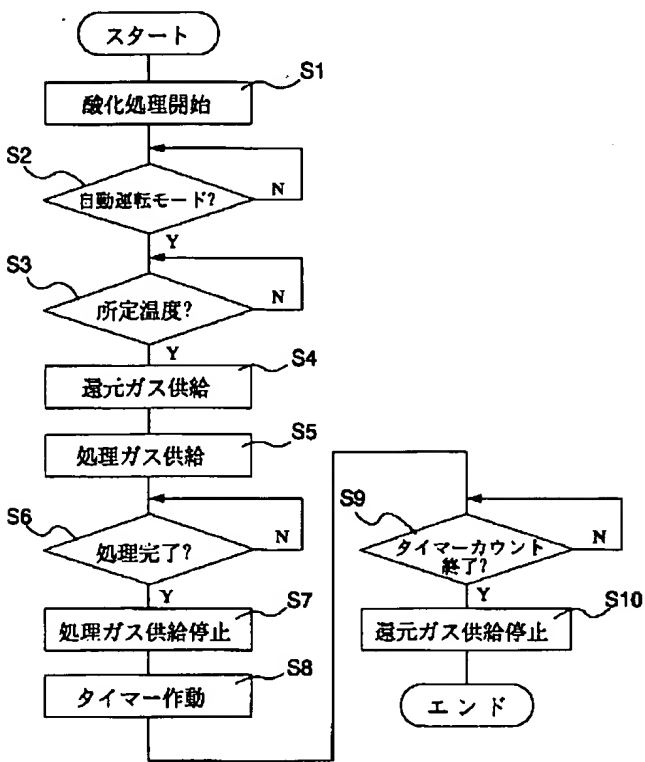 スタート
S1
酸化処理開始
S2
自動運転モード?
N
Y
S3
所定温度?
N
Y
S4
還元ガス供給
S5
処理ガス供給
S6
処理完了?
N
Y
S7
処理ガス供給停止
S8
タイマー作動
S9
タイマーカウント
終了?
N
Y
S10
還元ガス供給停止
エンド